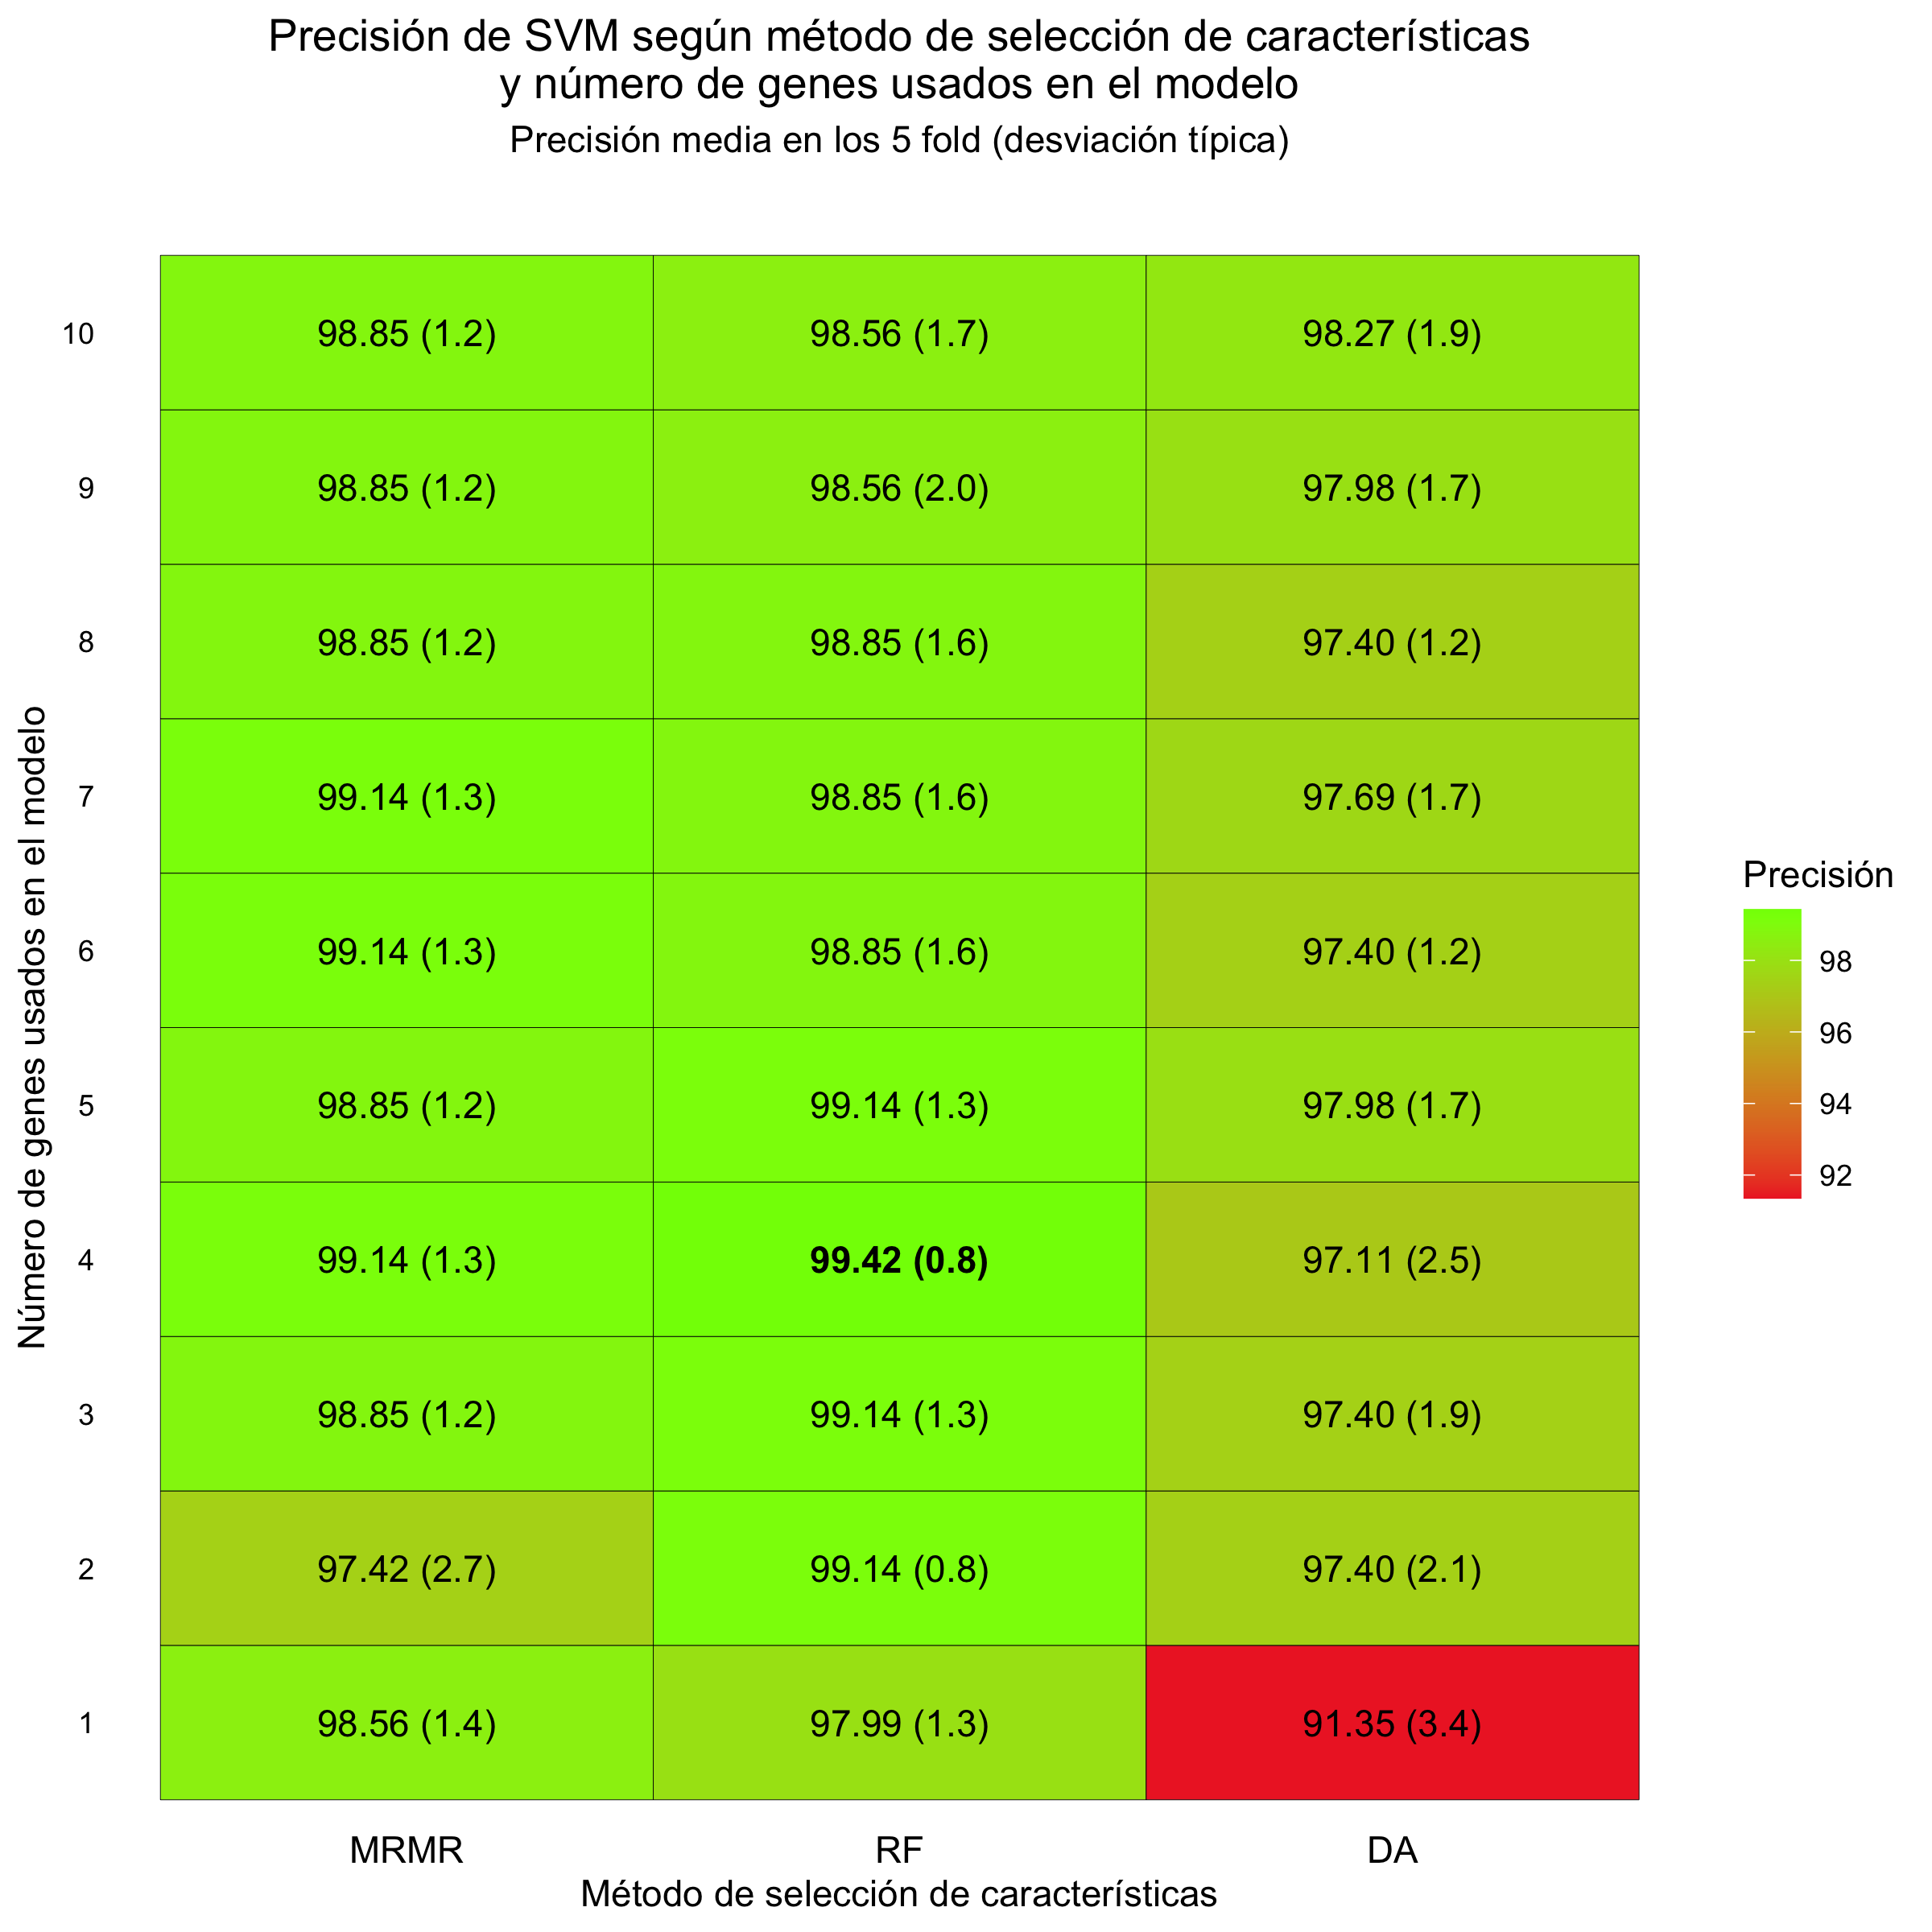 Precisión de SVM según método de selección de características
y número de genes usados en el modelo
Precisión media en los 5 fold (desviación típica)
Número de genes usados en el modelo
10 98.85 (1.2) 98.56 (1.7) 98.27 (1.9)
9 98.85 (1.2) 98.56 (2.0) 97.98 (1.7)
8 98.85 (1.2) 98.85 (1.6) 97.40 (1.2)
7 99.14 (1.3) 98.85 (1.6) 97.69 (1.7)
6 99.14 (1.3) 98.85 (1.6) 97.40 (1.2)
5 98.85 (1.2) 99.14 (1.3) 97.98 (1.7)
4 99.14 (1.3) 99.42 (0.8) 97.11 (2.5)
3 98.85 (1.2) 99.14 (1.3) 97.40 (1.9)
2 97.42 (2.7) 99.14 (0.8) 97.40 (2.1)
1 98.56 (1.4) 97.99 (1.3) 91.35 (3.4)
MRMR RF DA
Método de selección de características
Precisión
98
96
94
92